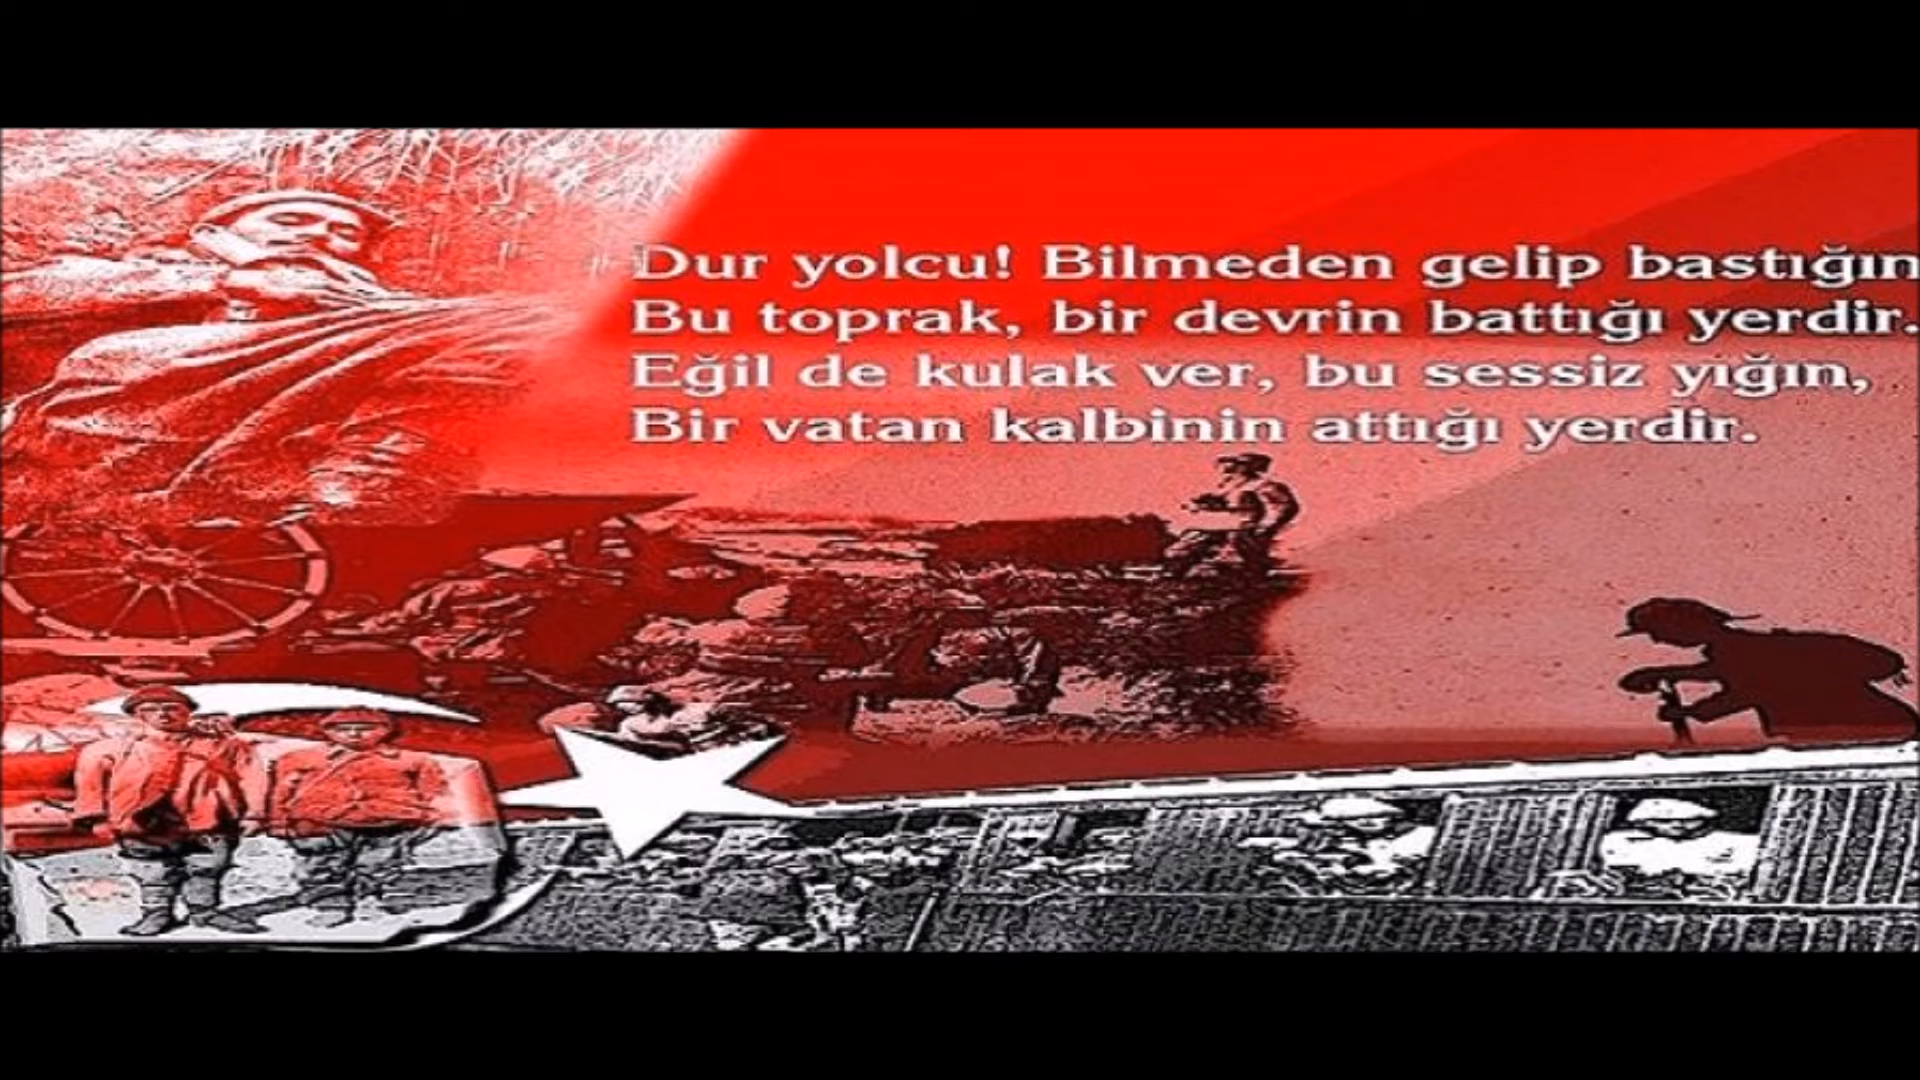 Dur yolcu! Bilmeden gelip bastığın
Bu toprak, bir devrin battığı yerdir.
Eğil de kulak ver, bu sessiz yığın,
Bir vatan kalbinin attığı yerdir.